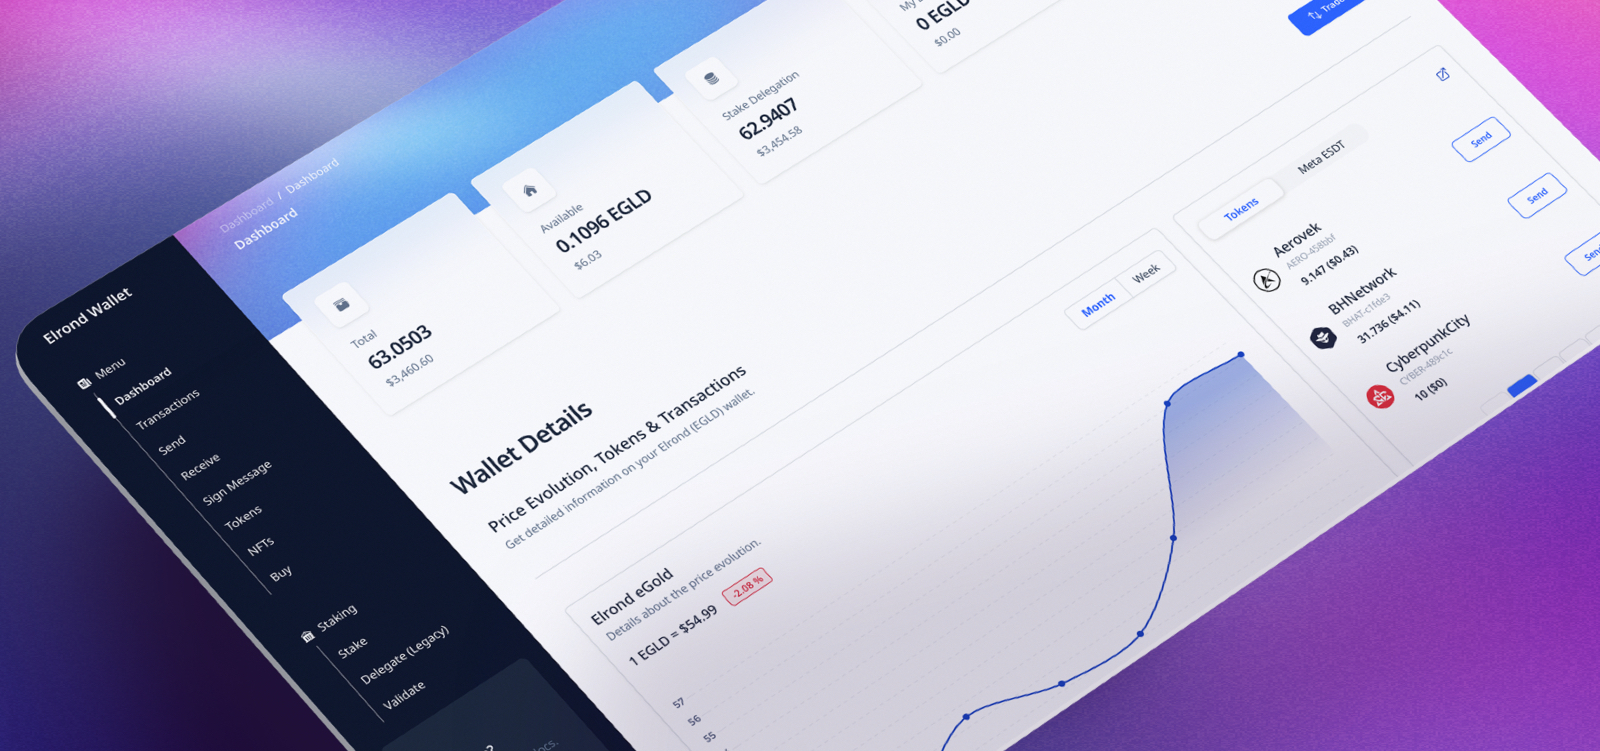 Elrond Wallet
Menu
Dashboard
Transactions
Send
Receive
Sign Message
Tokens
NFTs
Buy
Staking
Stake
Delegate (Legacy)
Validate
Dashboard / Dashboard
Dashboard
Total
63.0503
$3,460.60
Available
0.1096 EGLD
$6.03
Stake Delegation
62.9407
$3,454.58
0 EGLD
$0.00
Wallet Details
Price Evolution, Tokens & Transactions
Get detailed information on your Elrond (EGLD) wallet.
Elrond eGold
Details about the price evolution.
1 EGLD = $54.99 -2.08 %
Month Week
57
56
55
Tokens Meta ESDT
Aerovek
AERO-458bbf
9.147 ($0.43)
Send
BHNetwork
BHAT-c1fde3
31.736 ($4.11)
Send
CyberpunkCity
CYBER-489c1c
10 ($0)